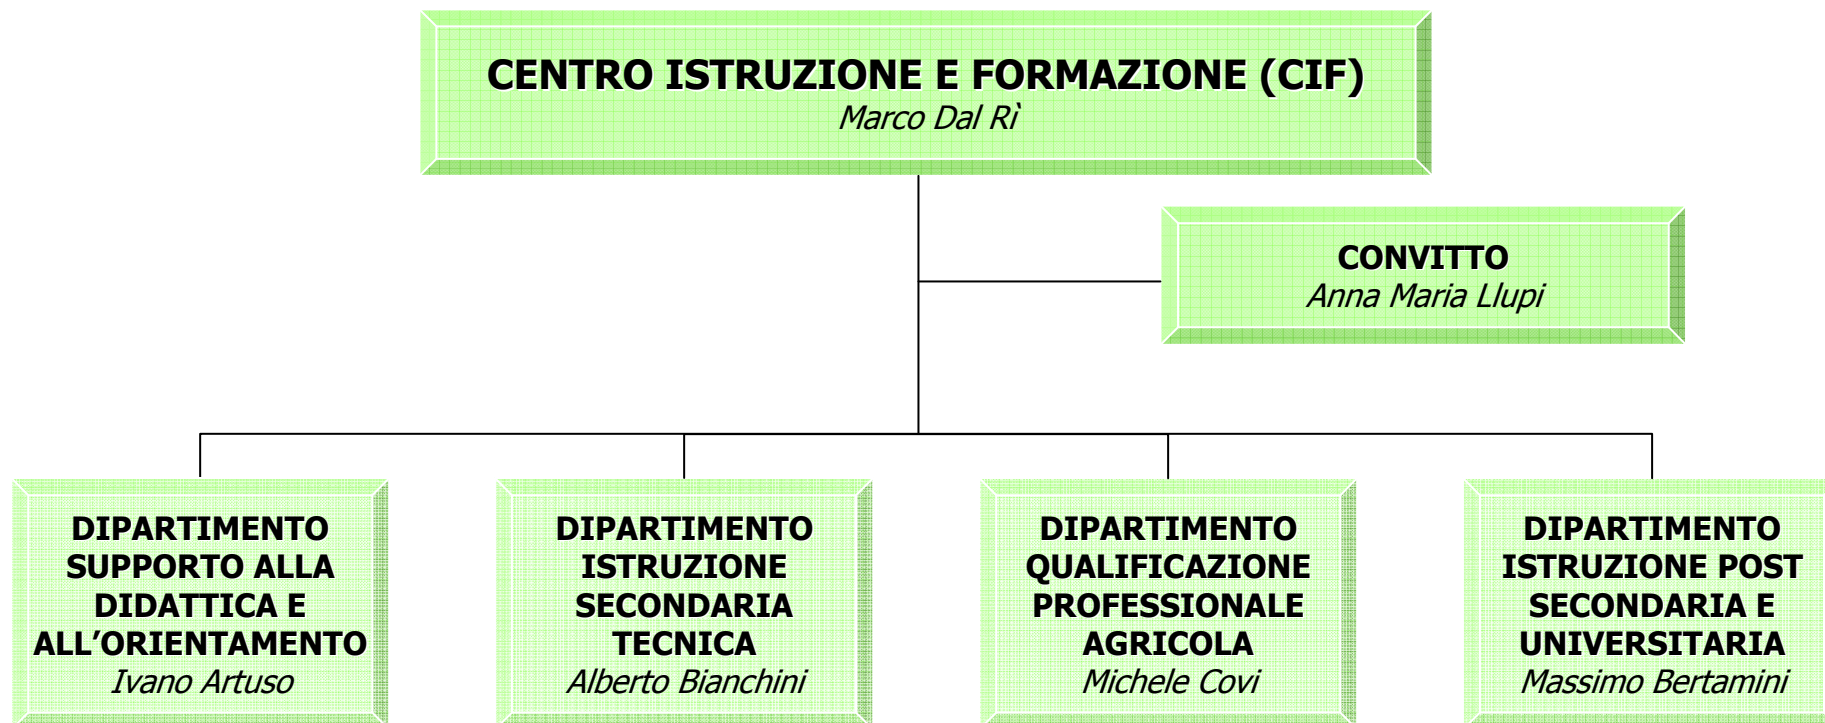 CENTRO ISTRUZIONE E FORMAZIONE (CIF)
Marco Dal Rì
CONVITTO
Anna Maria Llupi
DIPARTIMENTO
SUPPORTO ALLA
DIDATTICA E
ALL’ORIENTAMENTO
Ivano Artuso
DIPARTIMENTO
ISTRUZIONE
SECONDARIA
TECNICA
Alberto Bianchini
DIPARTIMENTO
QUALIFICAZIONE
PROFESSIONALE
AGRICOLA
Michele Covi
DIPARTIMENTO
ISTRUZIONE POST
SECONDARIA E
UNIVERSITARIA
Massimo Bertamini